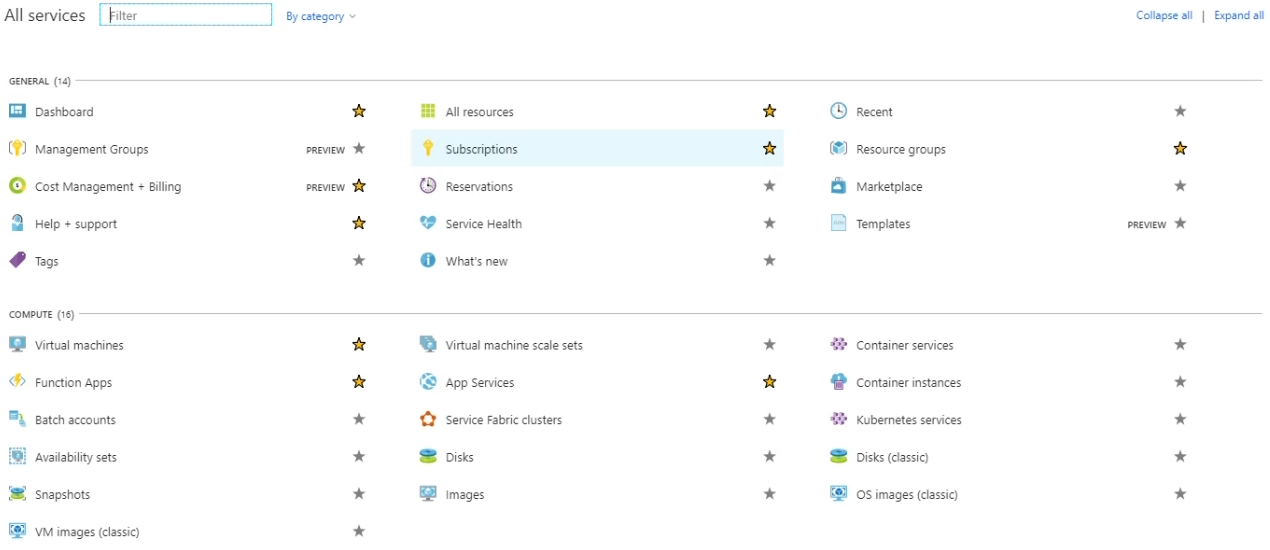 All services Filter By category Collapse all | Expand all
GENERAL (14)
Dashboard All resources Recent
Management Groups PREVIEW Subscriptions Resource groups
Cost Management + Billing PREVIEW Reservations Marketplace
Help + support Service Health Templates PREVIEW
Tags What's new
COMPUTE (16)
Virtual machines Virtual machine scale sets Container services
Function Apps App Services Container instances
Batch accounts Service Fabric clusters Kubernetes services
Availability sets Disks Disks (classic)
Snapshots Images OS images (classic)
VM images (classic)